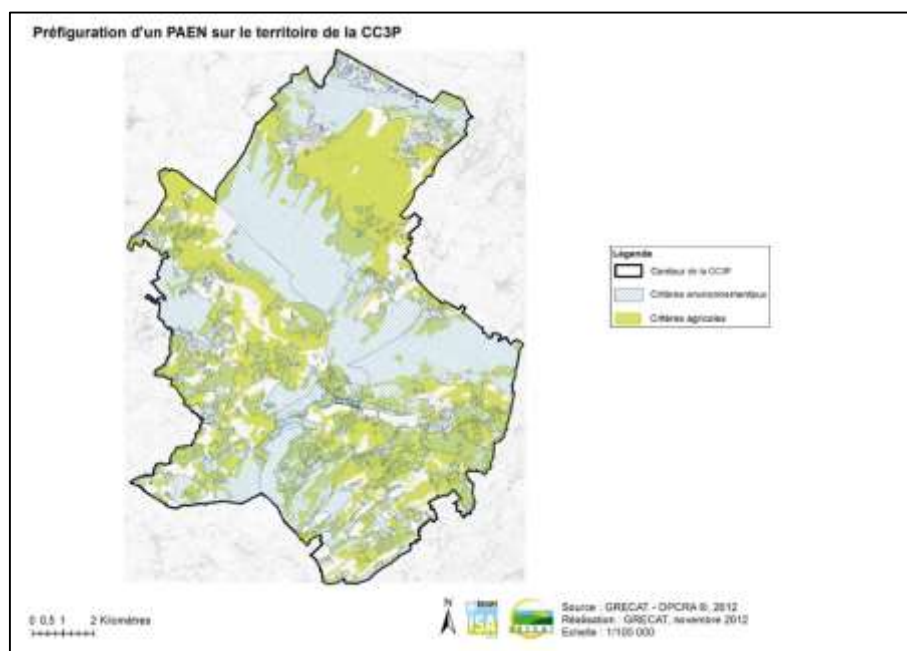 Préfiguration d'un PAEN sur le territoire de la CC3P
Légende
Contour de la CC3P
Critères environnementaux
Critères agricoles
N
0 0,5 1 2 Kilomètres
ISA
Source : GRECAT - OPCRA ®, 2012
Réalisation : GRECAT, novembre 2012
Echelle : 1/100 000